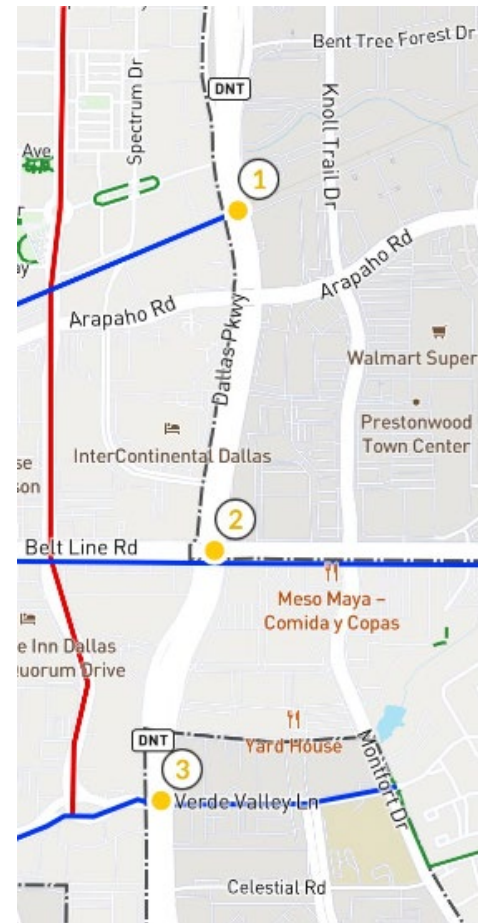 Bent Tree Forest Dr
DNT
Spectrum Dr
Knoll Trail Dr
Ave
1
Arapaho Rd
Arapaho Rd
Dallas Pkwy
Walmart Super
Prestonwood
Town Center
InterContinental Dallas
2
Belt Line Rd
Meso Maya –
Comida y Copas
e Inn Dallas
uorum Drive
DNT
Yard House
Montfort Dr
3
Verde Valley Ln
Celestial Rd